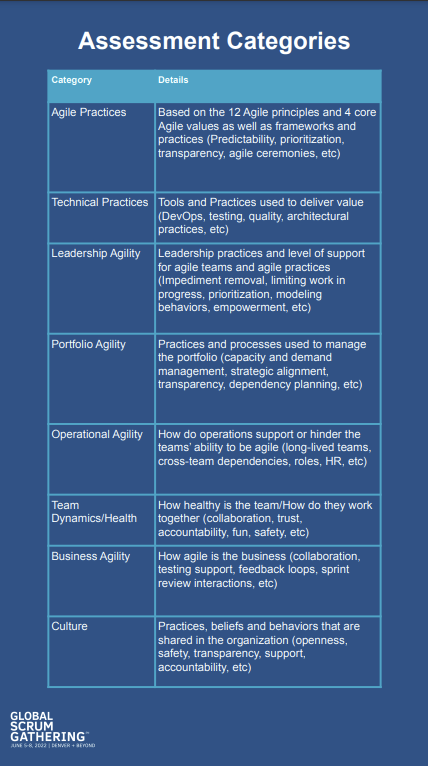 Assessment Categories
Category Details
Agile Practices
Based on the 12 Agile principles and 4 core
Agile values as well as frameworks and
practices (Predictability, prioritization,
transparency, agile ceremonies, etc)
Technical Practices
Tools and Practices used to deliver value
(DevOps, testing, quality, architectural
practices, etc)
Leadership Agility
Leadership practices and level of support
for agile teams and agile practices
(Impediment removal, limiting work in
progress, prioritization, modeling
behaviors, empowerment, etc)
Portfolio Agility
Practices and processes used to manage
the portfolio (capacity and demand
management, strategic alignment,
transparency, dependency planning, etc)
Operational Agility
How do operations support or hinder the
teams' ability to be agile (long-lived teams,
cross-team dependencies, roles, HR, etc)
Team
Dynamics/Health
How healthy is the team/How do they work
together (collaboration, trust,
accountability, fun, safety, etc)
Business Agility
How agile is the business (collaboration,
testing support, feedback loops, sprint
review interactions, etc)
Culture
Practices, beliefs and behaviors that are
shared in the organization (openness,
safety, transparency, support,
accountability, etc)
GLOBAL
SCRUM
GATHERING
JUNE 5-8, 2022 | DENVER + BEYOND